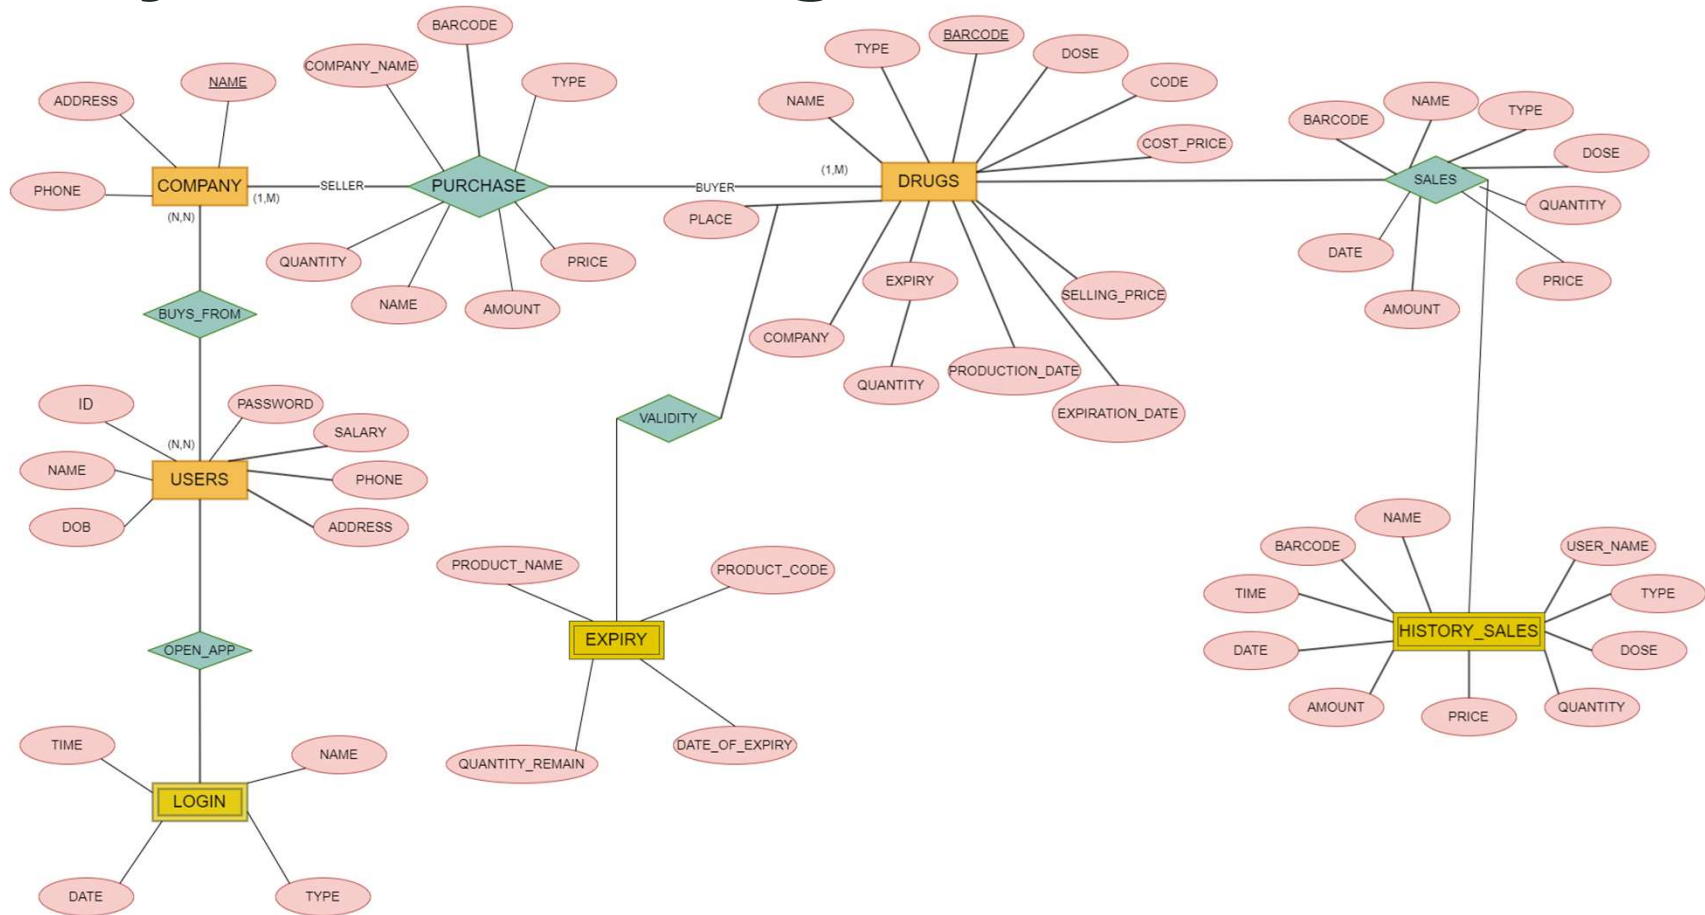 BARCODE
COMPANY_NAME
TYPE
NAME
ADDRESS
PHONE
COMPANY
(1,M)
(N,N)
SELLER
PURCHASE
BUYER
QUANTITY
NAME
AMOUNT
PRICE
TYPE
BARCODE
DOSE
CODE
NAME
COST_PRICE
(1,M)
DRUGS
PLACE
EXPIRY
SELLING_PRICE
COMPANY
QUANTITY
PRODUCTION_DATE
EXPIRATION_DATE
NAME
TYPE
BARCODE
DOSE
SALES
QUANTITY
DATE
PRICE
AMOUNT
BUYS_FROM
VALIDITY
ID
PASSWORD
SALARY
(N,N)
NAME
USERS
PHONE
DOB
ADDRESS
OPEN_APP
PRODUCT_NAME
PRODUCT_CODE
EXPIRY
QUANTITY_REMAIN
DATE_OF_EXPIRY
NAME
BARCODE
USER_NAME
TIME
TYPE
HISTORY_SALES
DATE
DOSE
AMOUNT
PRICE
QUANTITY
TIME
NAME
LOGIN
DATE
TYPE